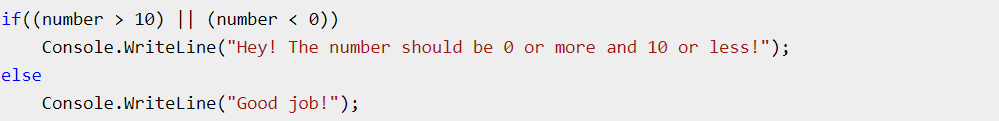 if((number > 10) || (number < 0))
    Console.WriteLine("Hey! The number should be 0 or more and 10 or less!");
else
    Console.WriteLine("Good job!");